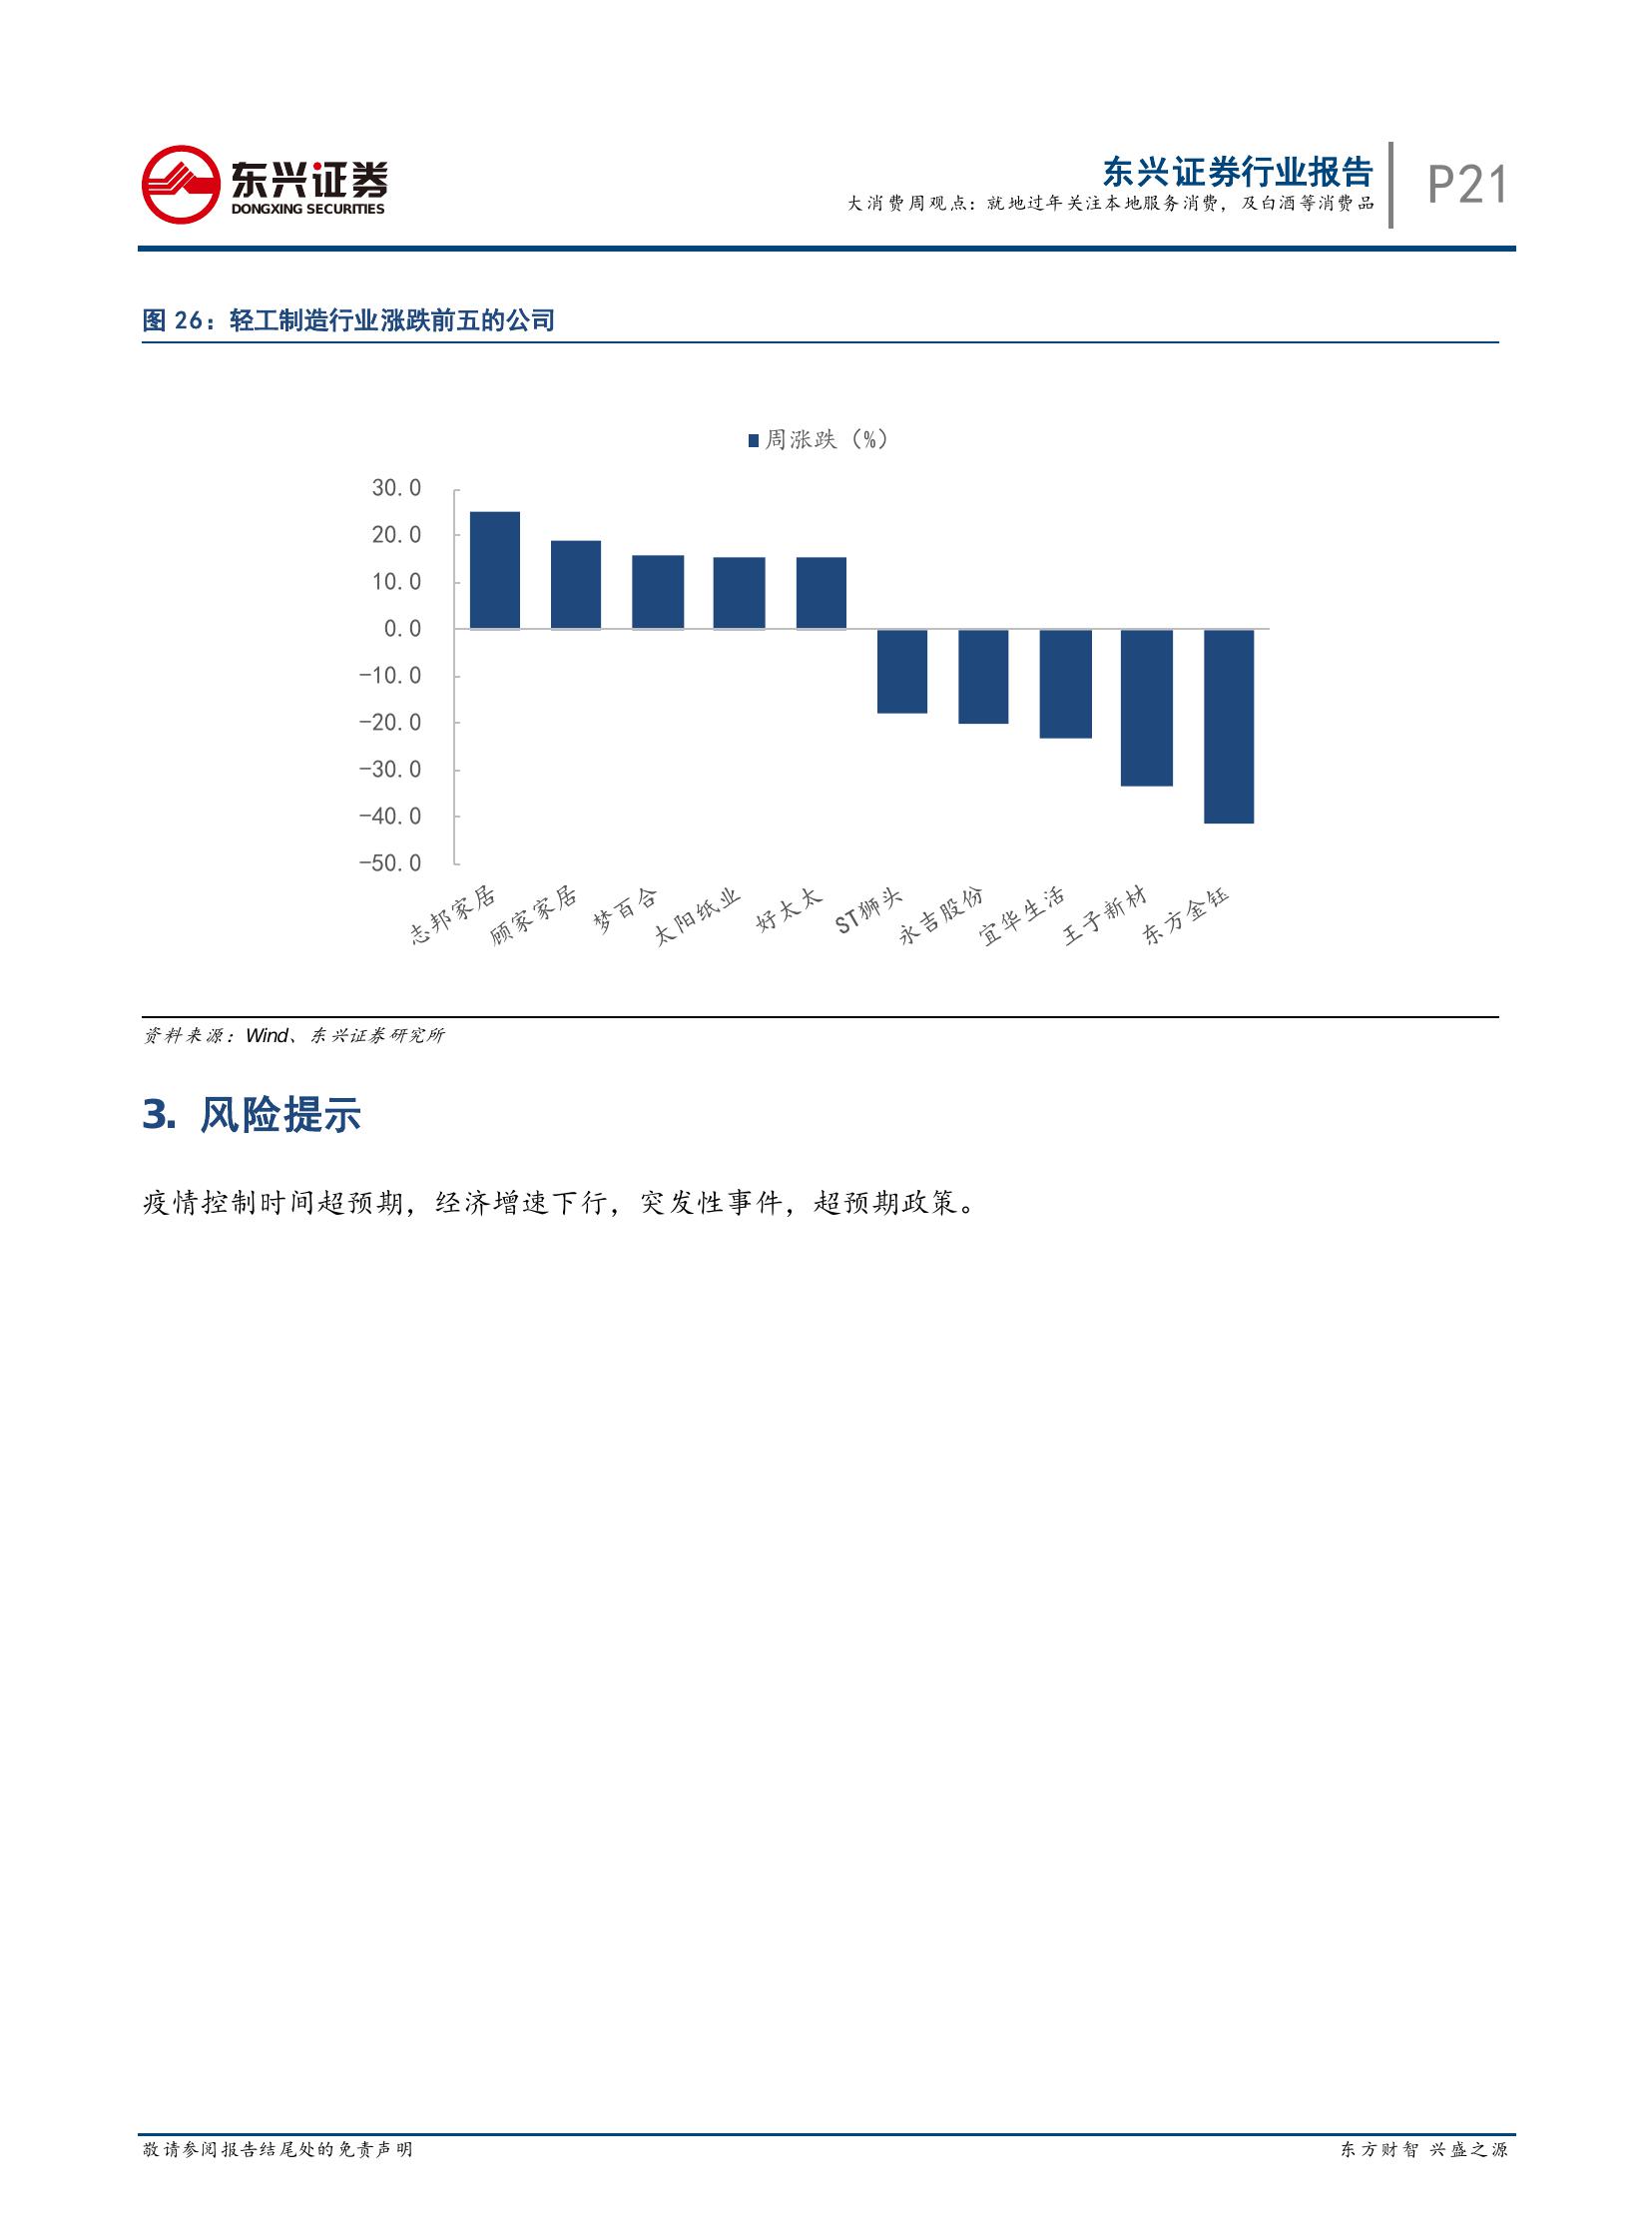 东兴证券
DONGXING SECURITIES
东兴证券行业报告
大消费周观点：就地过年关注本地服务消费，及白酒等消费品
P21
图 26：轻工制造行业涨跌前五的公司
周涨跌（%）
30.0
20.0
10.0
0.0
-10.0
-20.0
-30.0
-40.0
-50.0
志邦家居
顾家家居
梦百合
太阳纸业
好太太
ST狮头
永吉股份
宜华生活
王子新材
东方金钰
资料来源：Wind、东兴证券研究所
3. 风险提示
疫情控制时间超预期，经济增速下行，突发性事件，超预期政策。
敬请参阅报告结尾处的免责声明
东方财智 兴盛之源